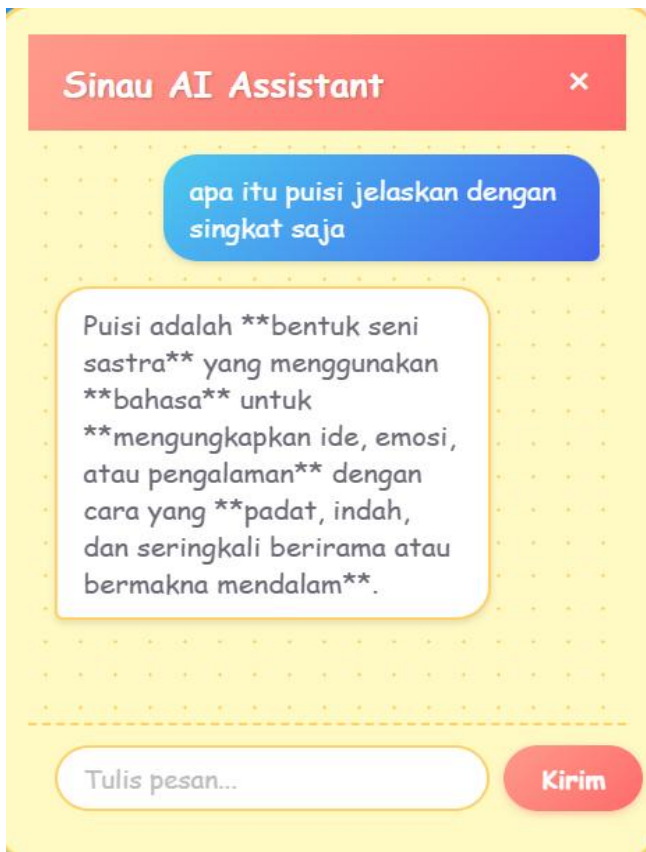 Sinau AI Assistant ×
apa itu puisi jelaskan dengan
singkat saja
Puisi adalah **bentuk seni
sastra** yang menggunakan
**bahasa** untuk
**mengungkapkan ide, emosi,
atau pengalaman** dengan
cara yang **padat, indah,
dan seringkali berirama atau
bermakna mendalam**.
Tulis pesan...
Kirim